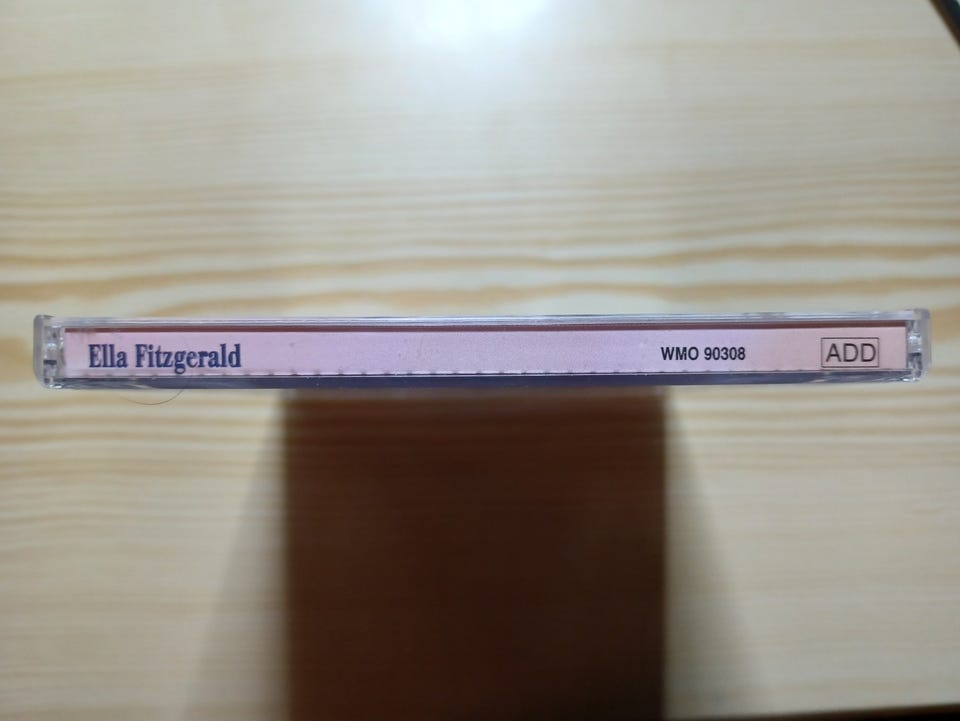 Ella Fitzgerald WMO 90308 ADD